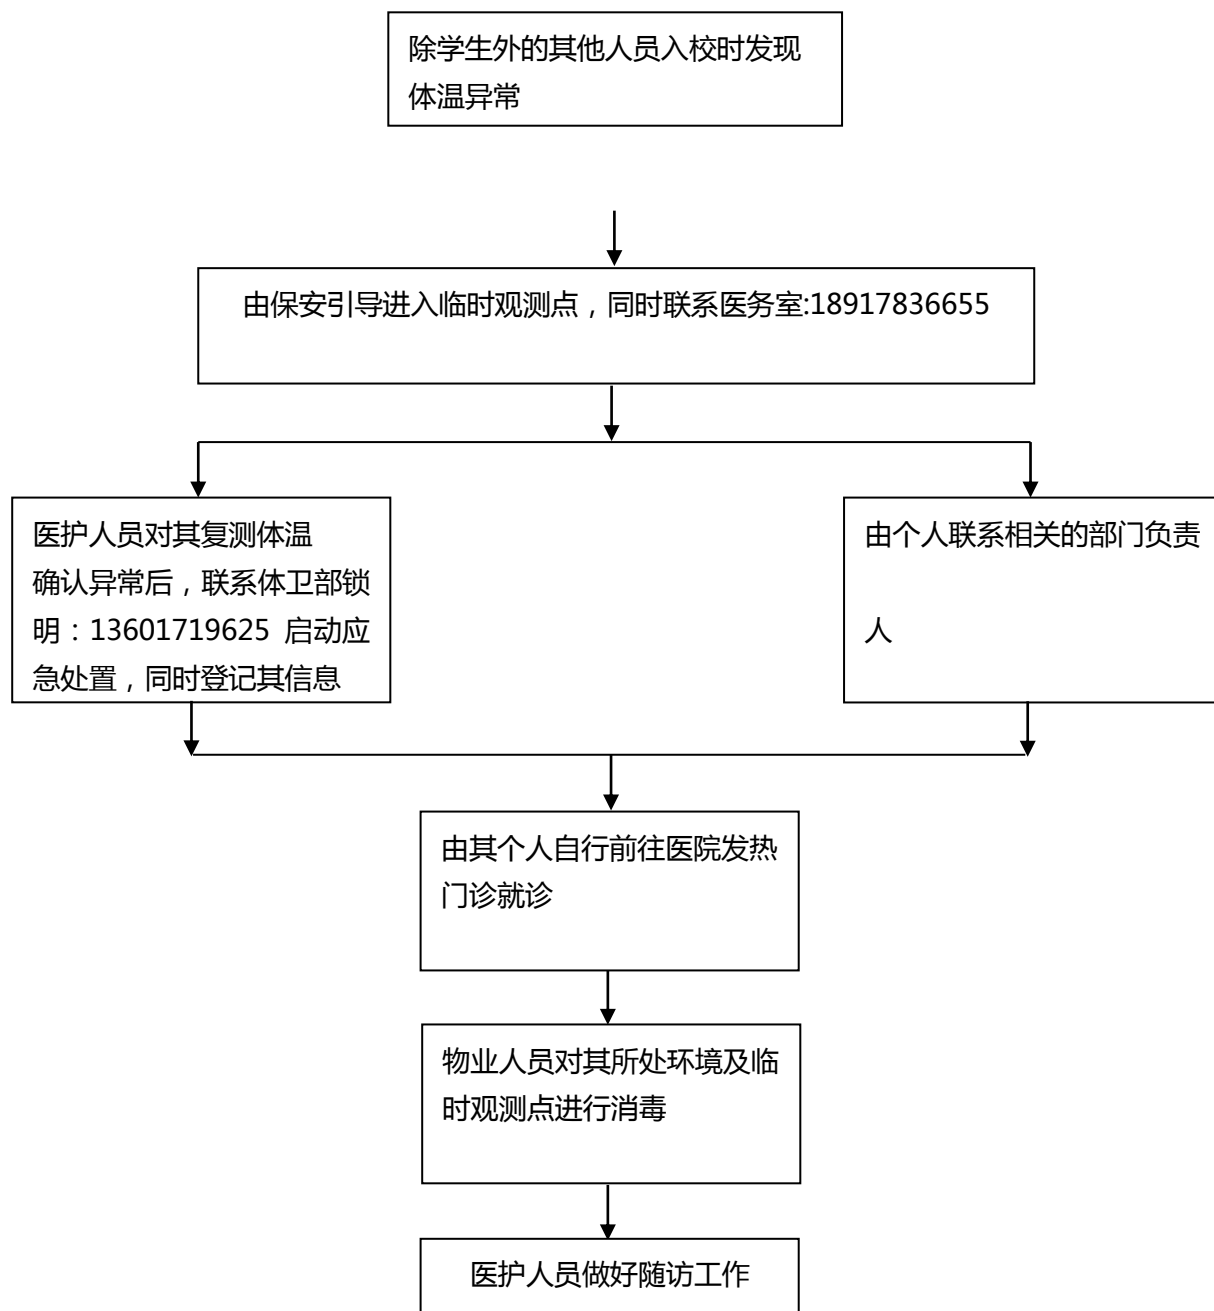 除学生外的其他人员入校时发现
体温异常
由保安引导进入临时观测点，同时联系医务室:18917836655
医护人员对其复测体温
确认异常后，联系体卫部锁
明：13601719625 启动应
急处置，同时登记其信息
由个人联系相关的部门负责
人
由其个人自行前往医院发热
门诊就诊
物业人员对其所处环境及临
时观测点进行消毒
医护人员做好随访工作